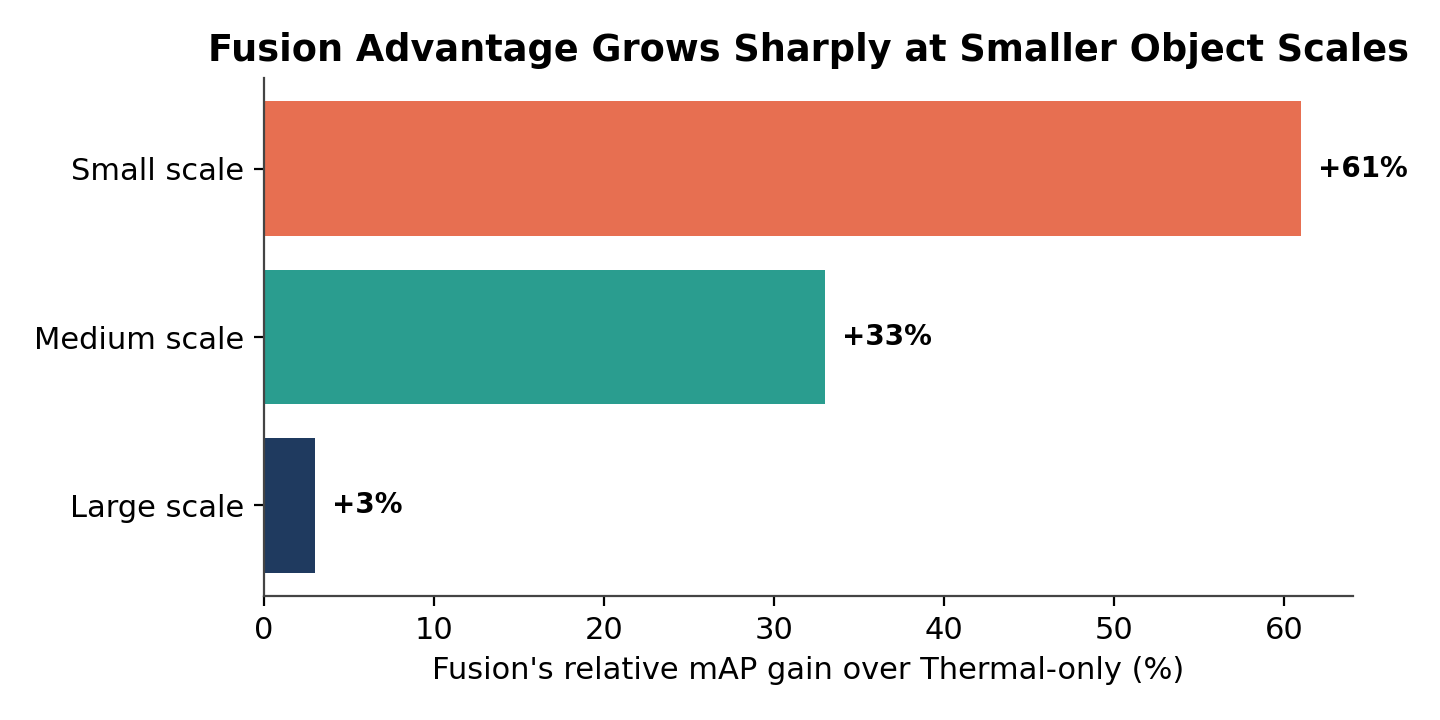 Fusion Advantage Grows Sharply at Smaller Object Scales
Small scale
+61%
Medium scale
+33%
Large scale
+3%
0 10 20 30 40 50 60
Fusion's relative mAP gain over Thermal-only (%)